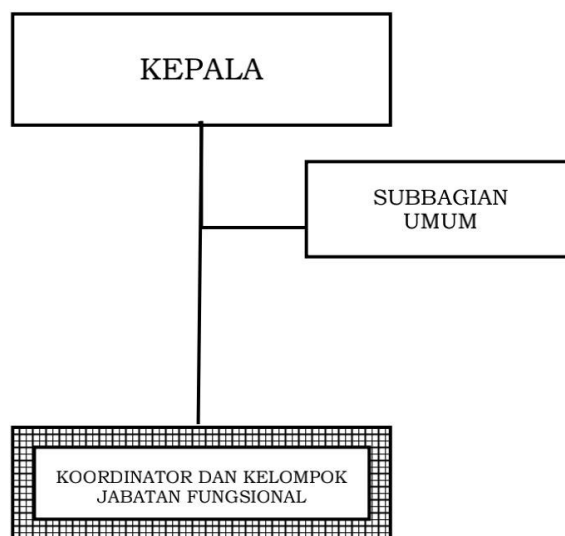 KEPALA
SUBBAGIAN
UMUM
KOORDINATOR DAN KELOMPOK
JABATAN FUNGSIONAL